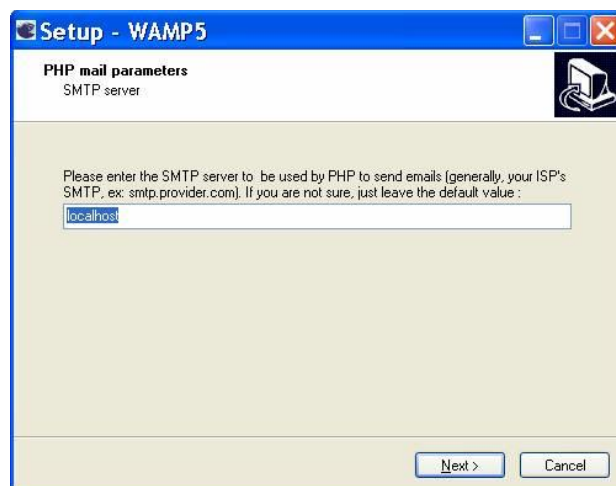 Setup - WAMP5
PHP mail parameters
SMTP server
Please enter the SMTP server to be used by PHP to send emails (generally, your ISP's
SMTP, ex: smtp.provider.com). If you are not sure, just leave the default value :
localhost
Next >
Cancel